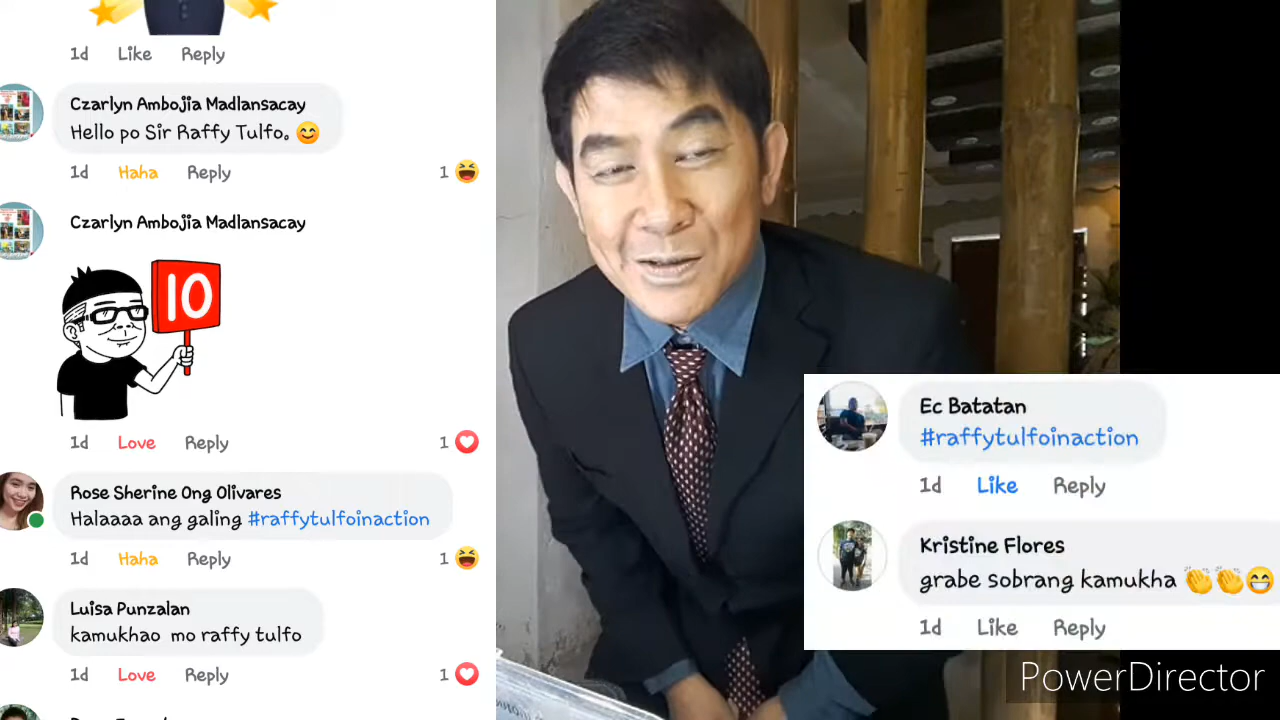 1d Like Reply
Czarlyn Ambojia Madlansacay
Hello po Sir Raffy Tulfo. 😊
1d Haha Reply 1
Czarlyn Ambojia Madlansacay
10
1d Love Reply 1
Rose Sherine Ong Olivares
Halaaaa ang galing #raffytulfoinaction
1d Haha Reply 1
Luisa Punzalan
kamukhao mo raffy tulfo
1d Love Reply 1
Ec Batatan
#raffytulfoinaction
1d Like Reply
Kristine Flores
grabe sobrang kamukha 👏👏😁
1d Like Reply
PowerDirector